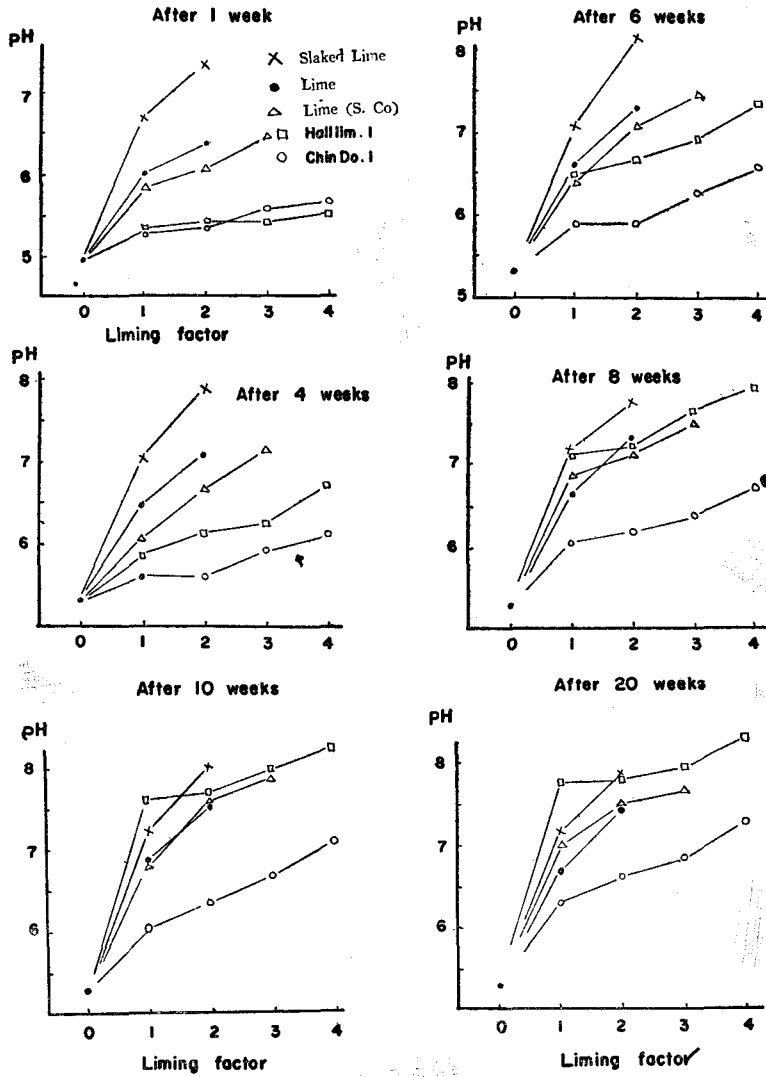 After 1 week
pH
7
6
5
0 1 2 3 4
Liming factor
Slaked Lime
Lime
Lime (S. Co)
Hallim. 1
Chin Do. 1
After 6 weeks
pH
8
7
6
5
0 1 2 3 4
After 4 weeks
pH
8
7
6
0 1 2 3 4
After 8 weeks
pH
8
7
6
0 1 2 3 4
After 10 weeks
pH
8
7
6
0 1 2 3 4
Liming factor
After 20 weeks
pH
8
7
6
0 1 2 3 4
Liming factor